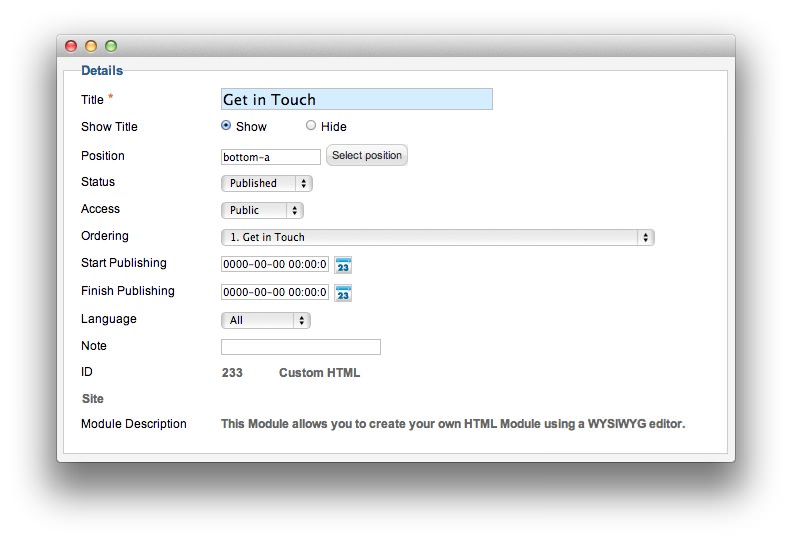 Details
Title * Get in Touch
Show Title Show Hide
Position bottom-a Select position
Status Published
Access Public
Ordering 1. Get in Touch
Start Publishing 0000-00-00 00:00:0 23
Finish Publishing 0000-00-00 00:00:0 23
Language All
Note
ID 233 Custom HTML
Site
Module Description This Module allows you to create your own HTML Module using a WYSIWYG editor.